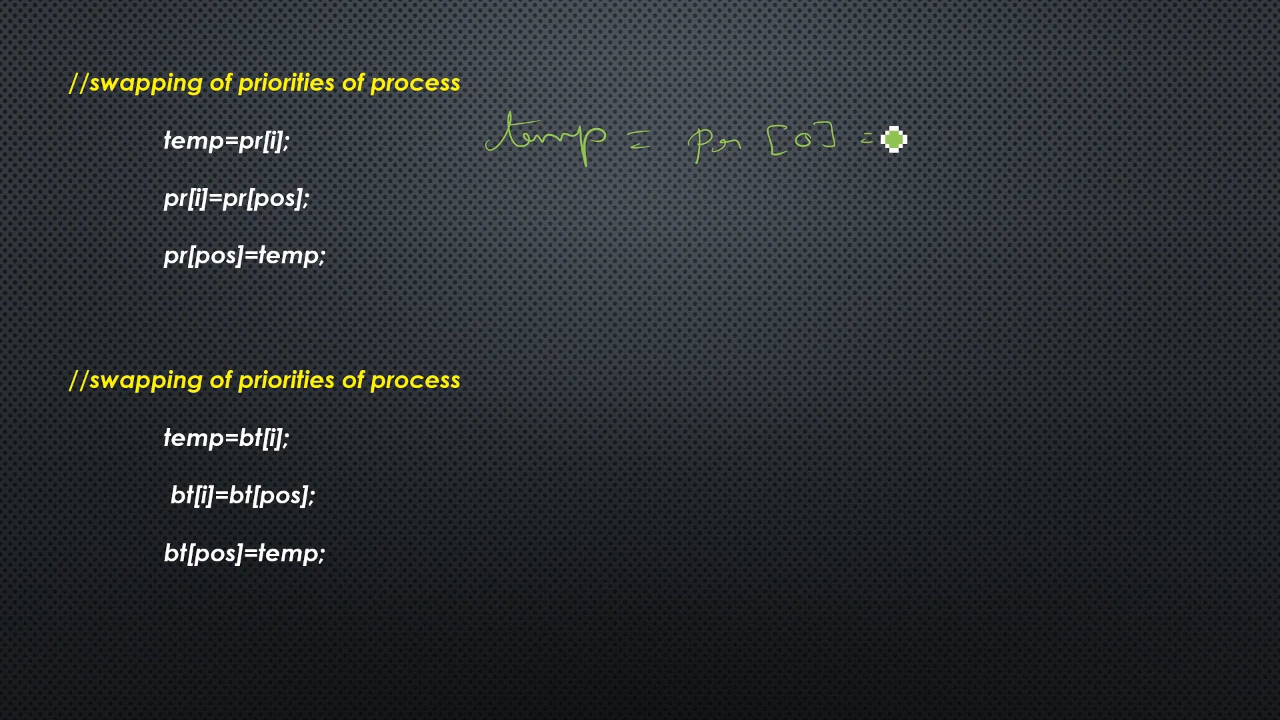 //swapping of priorities of process
temp=pr[i]; temp = pr [0] =
pr[i]=pr[pos];
pr[pos]=temp;
//swapping of priorities of process
temp=bt[i];
bt[i]=bt[pos];
bt[pos]=temp;